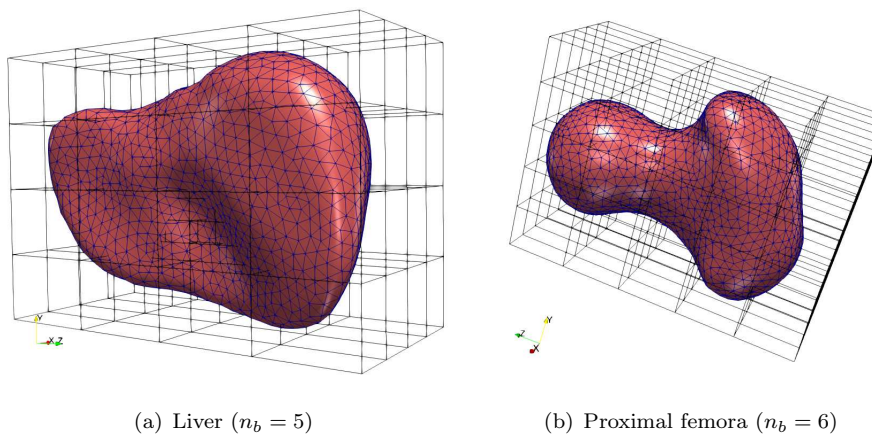 Y
X Z
Y
Z
X
(a) Liver (n_b = 5)
(b) Proximal femora (n_b = 6)